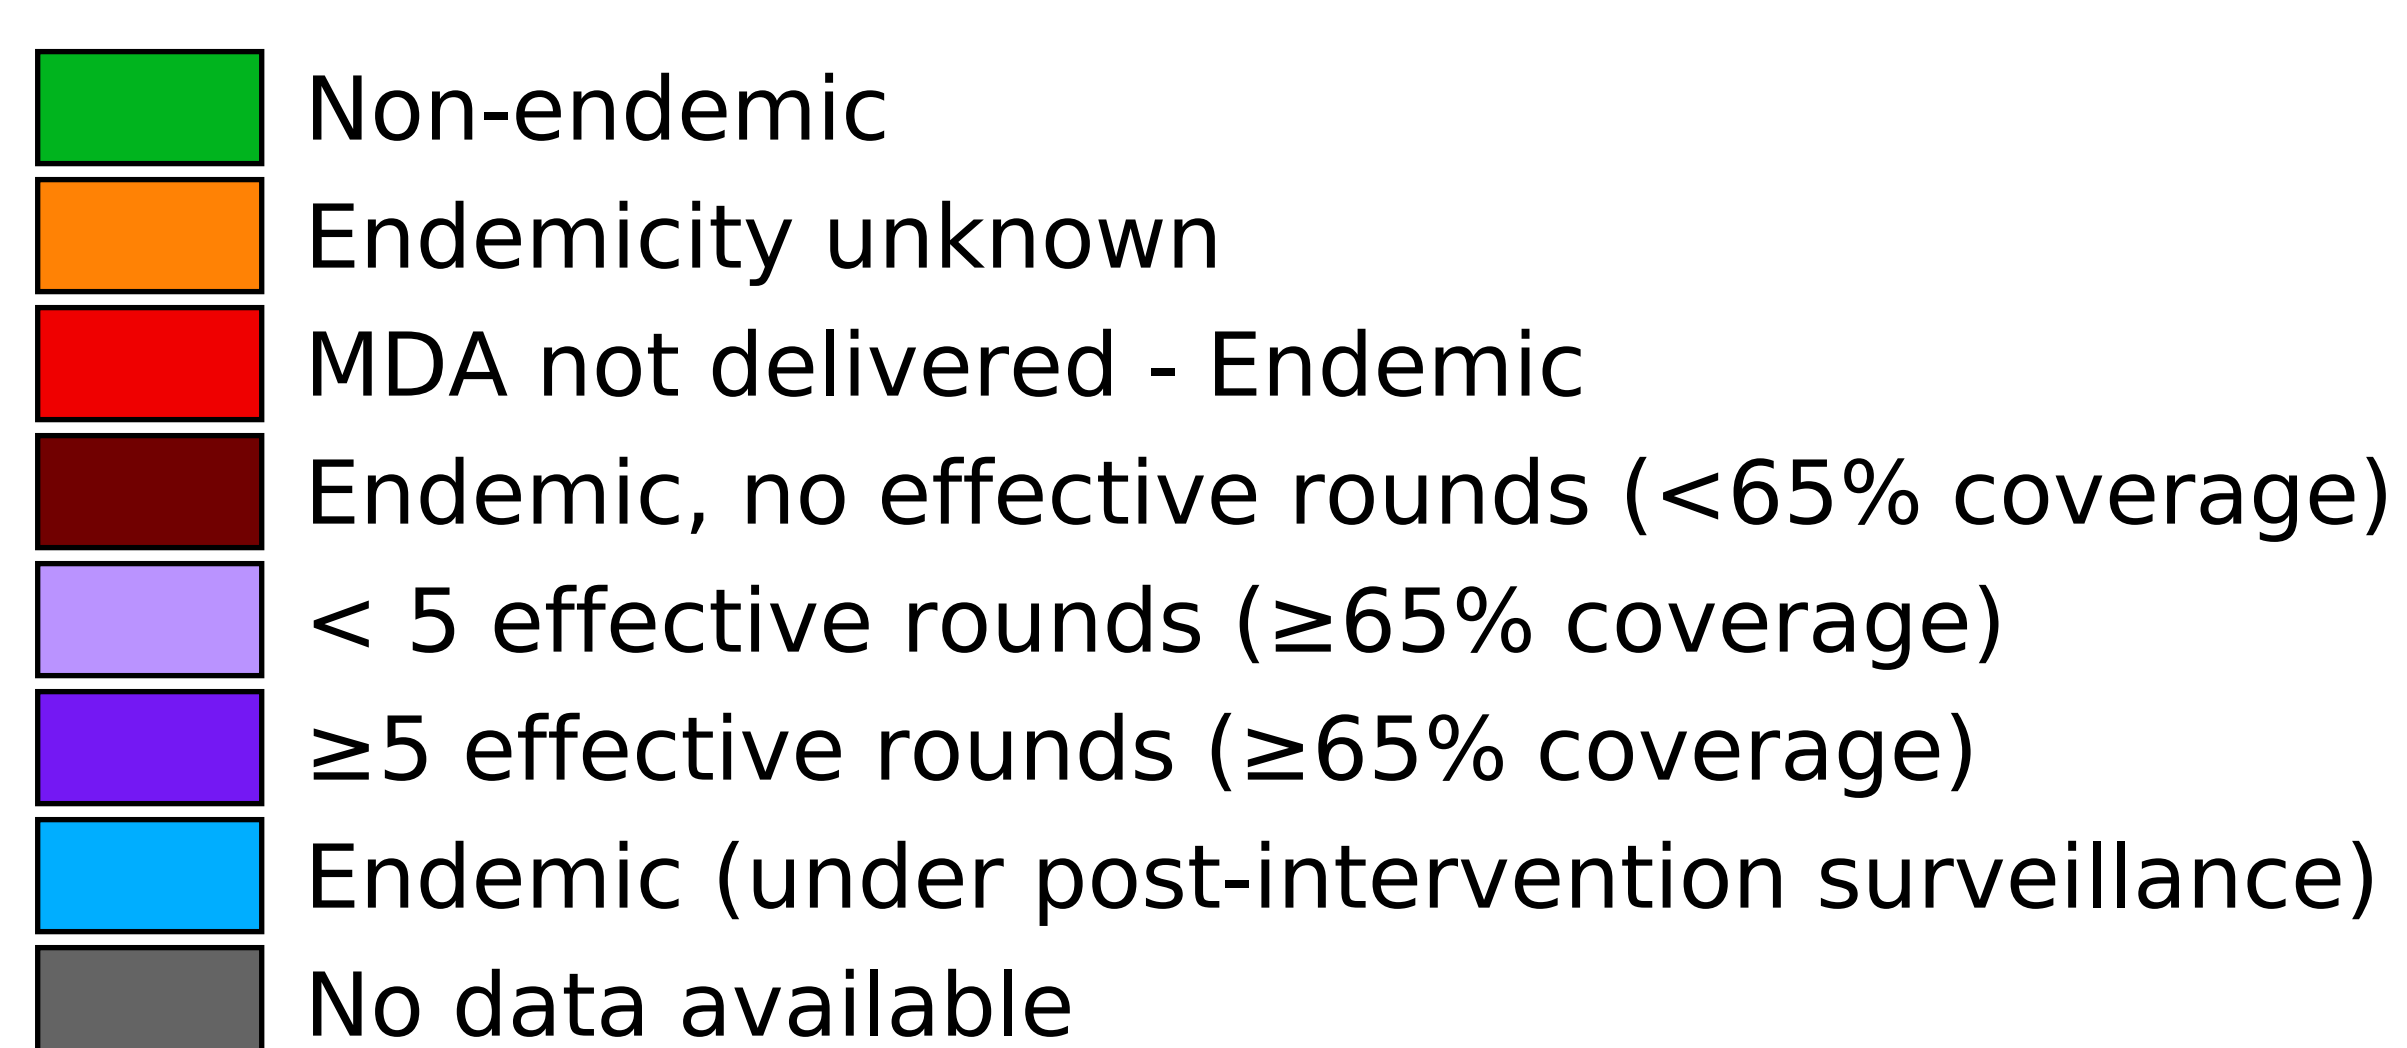 Non-endemic
Endemicity unknown
MDA not delivered - Endemic
Endemic, no effective rounds (<65% coverage)
< 5 effective rounds (≥65% coverage)
≥5 effective rounds (≥65% coverage)
Endemic (under post-intervention surveillance)
No data available